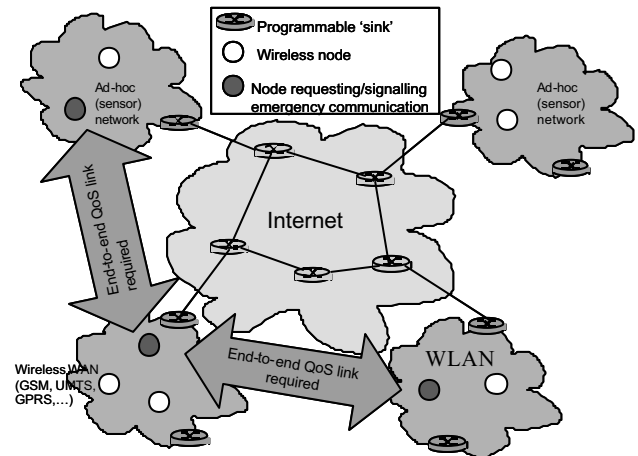 Programmable 'sink'
Wireless node
Node requesting/signalling
emergency communication
Ad-hoc
(sensor)
network
Ad-hoc
(sensor)
network
Internet
End-to-end QoS link
required
End-to-end QoS link
required
Wireless WAN
(GSM, UMTS,
GPRS,...)
WLAN